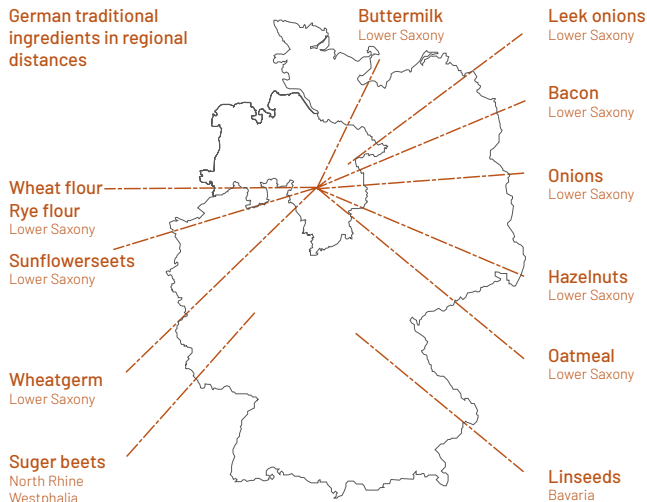 German traditional
ingredients in regional
distances
Buttermilk
Lower Saxony
Leek onions
Lower Saxony
Bacon
Lower Saxony
Onions
Lower Saxony
Wheat flour
Rye flour
Lower Saxony
Sunflowerseets
Lower Saxony
Hazelnuts
Lower Saxony
Oatmeal
Lower Saxony
Wheatgerm
Lower Saxony
Suger beets
North Rhine
Westphalia
Linseeds
Bavaria